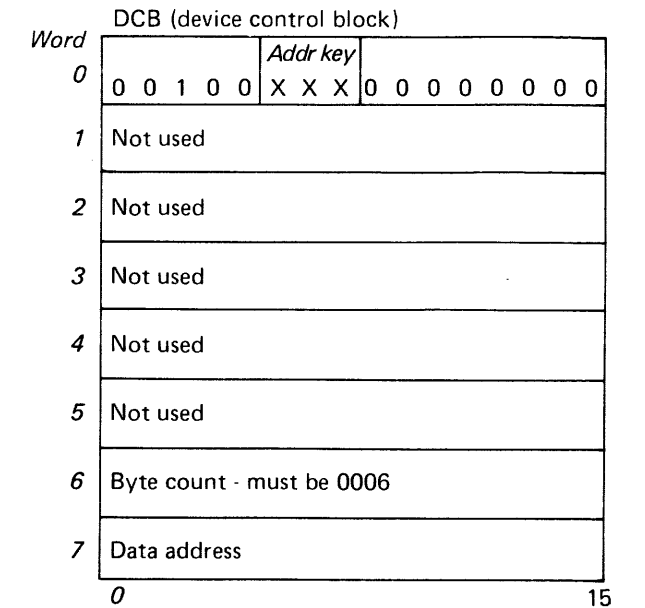 DCB (device control block)
Word
Addr key
0 0 0 1 0 0 X X X 0 0 0 0 0 0 0 0
1 Not used
2 Not used
3 Not used
4 Not used
5 Not used
6 Byte count - must be 0006
7 Data address
0 15